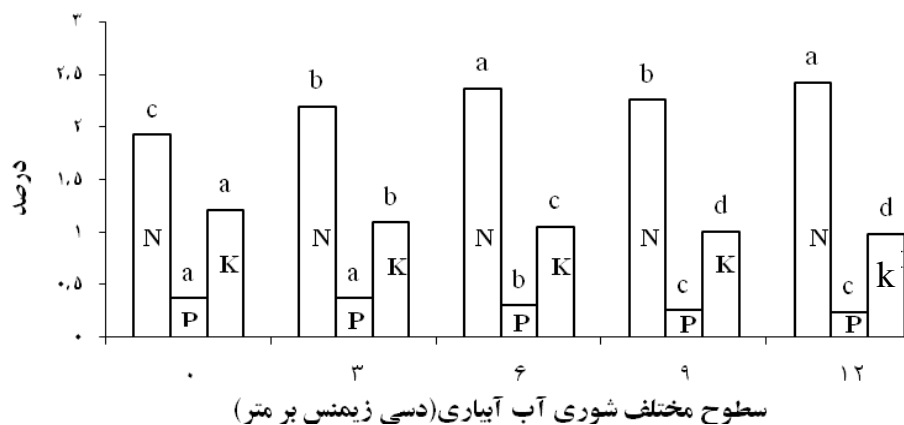 ۳
a
b
a b
۲٫۵
c
۲
۱٫۵
a
b
c
d
d
۱
۰٫۵
۰
درصد
N K N K N K N K N k
a a b c c
P P P P P
۰ ۳ ۶ ۹ ۱۲
سطوح مختلف شوری آب آبیاری(دسی زیمنس بر متر)